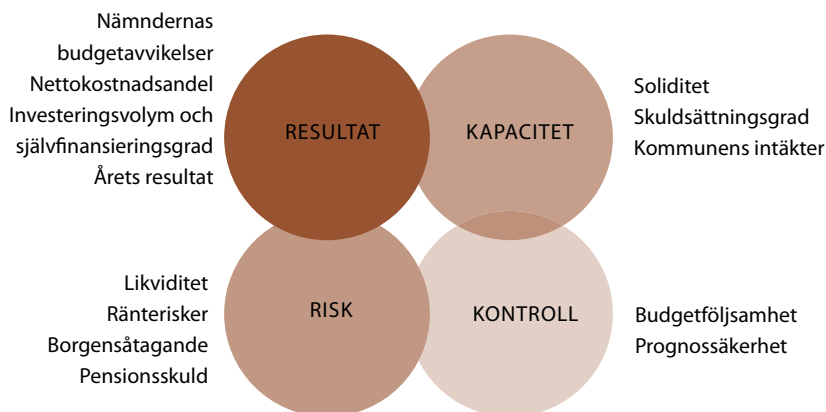 Nämndernas
budgetavvikelser
Nettokostnadsandel
Investeringsvolym och
självfinansieringsgrad
Årets resultat
RESULTAT
KAPACITET
Soliditet
Skuldsättningsgrad
Kommunens intäkter
Likviditet
Ränterisker
Borgensåtagande
Pensionsskuld
RISK
KONTROLL
Budgetföljsamhet
Prognossäkerhet